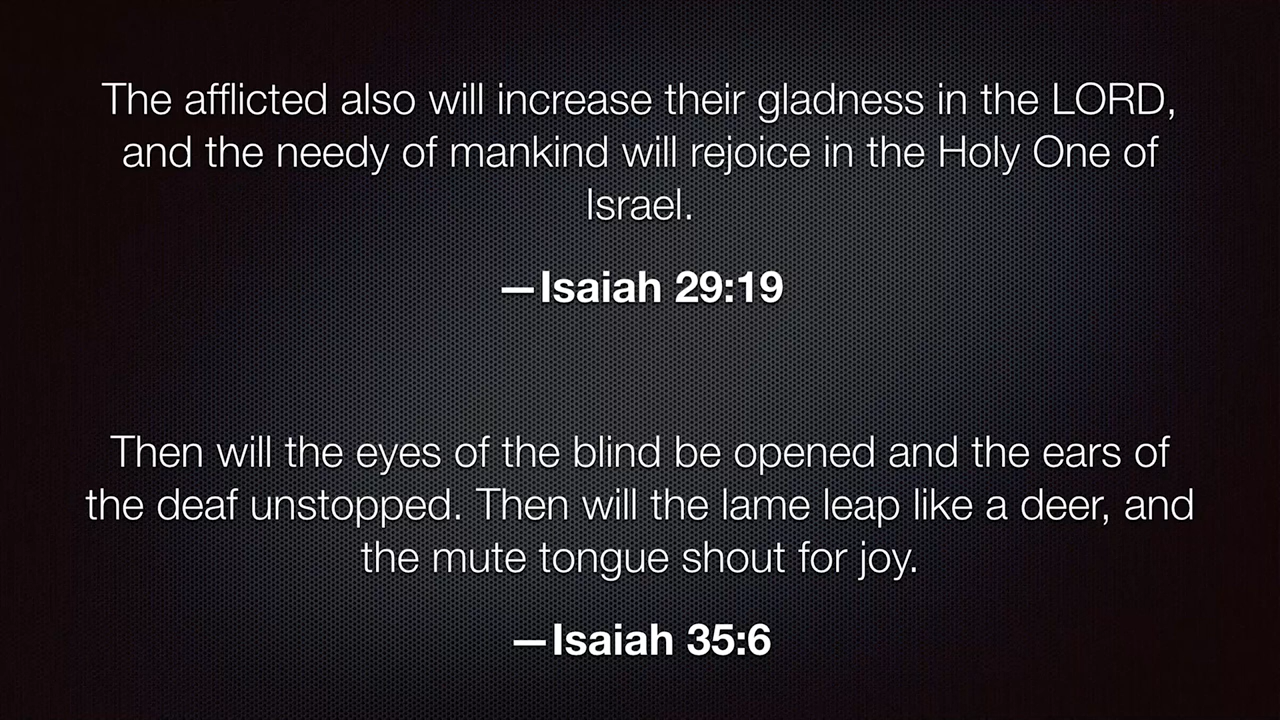 The afflicted also will increase their gladness in the LORD,
and the needy of mankind will rejoice in the Holy One of
Israel.
—Isaiah 29:19
Then will the eyes of the blind be opened and the ears of
the deaf unstopped. Then will the lame leap like a deer, and
the mute tongue shout for joy.
—Isaiah 35:6